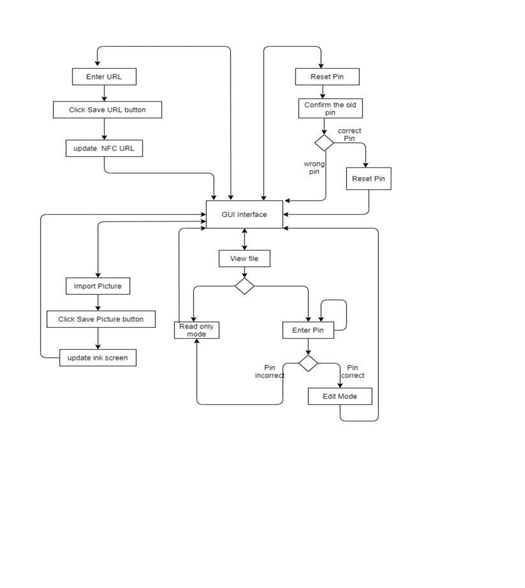 Enter URL
Click Save URL button
update NFC URL
Reset Pin
Confirm the old
pin
correct
Pin
wrong
pin
Reset Pin
GUI Interface
View file
Import Picture
Click Save Picture button
update ink screen
Read only
mode
Enter Pin
Pin
incorrect
Pin
correct
Edit Mode